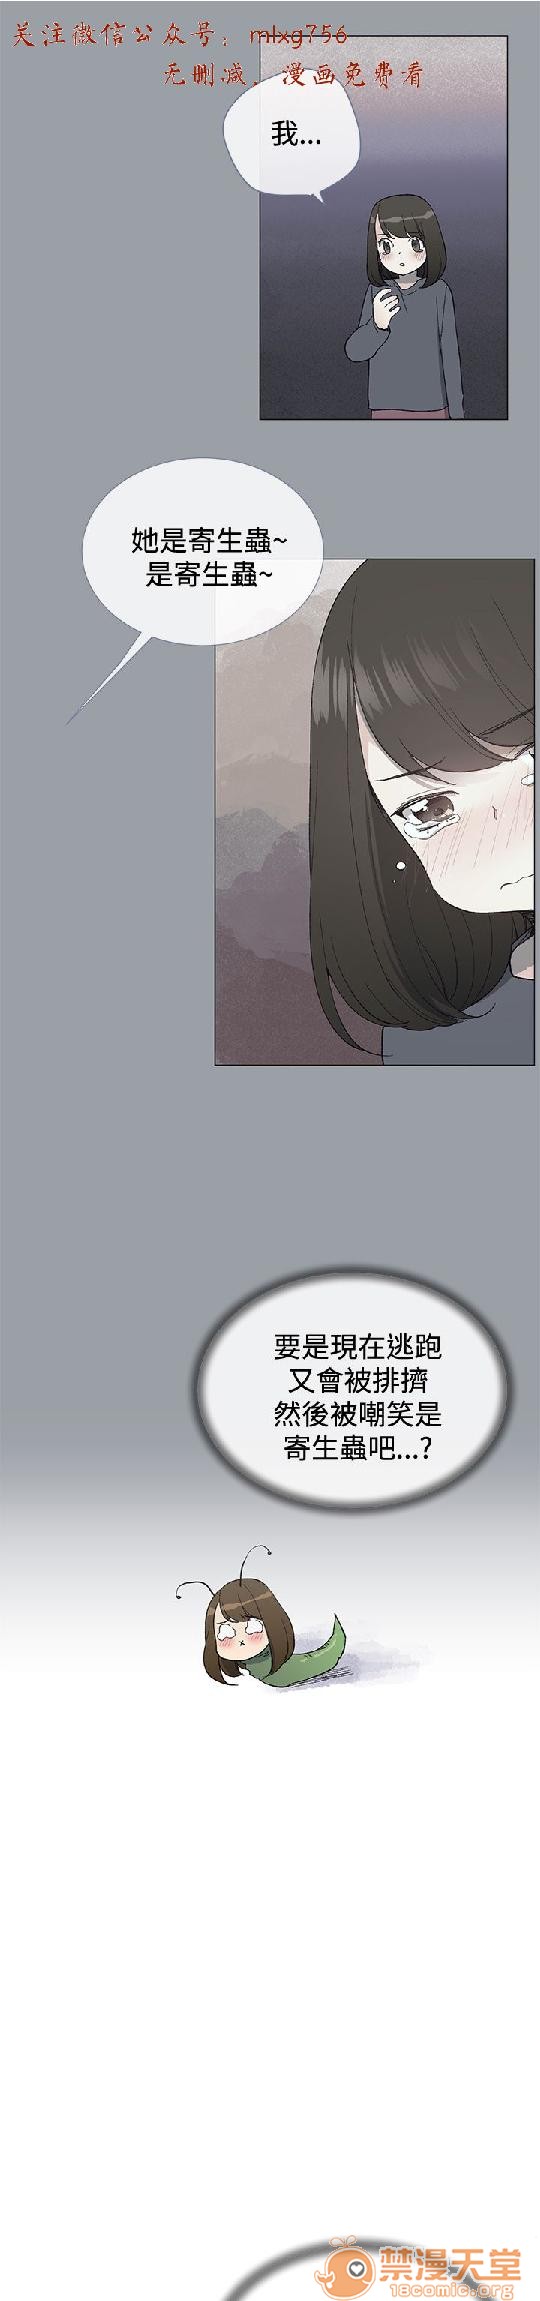 关注微信公众号：mlxg756
无删减，漫画免费看
我...
她是寄生蟲~
是寄生蟲~
要是現在逃跑
又會被排擠
然後被嘲笑是
寄生蟲吧...?
禁漫天堂
18comic.org